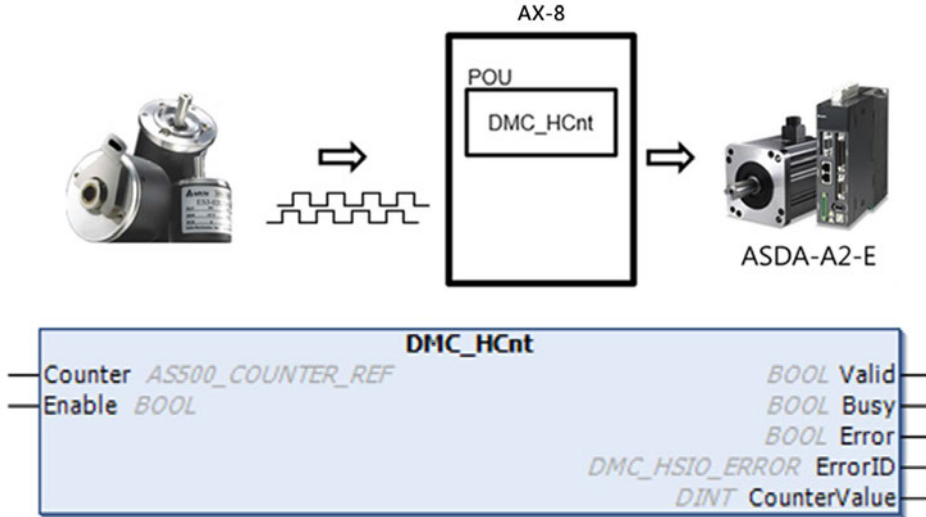 AX-8
POU
DMC_HCnt
ASDA-A2-E
DMC_HCnt
Counter AS500_COUNTER_REF BOOL Valid
Enable BOOL BOOL Busy
BOOL Error
DMC_HSIO_ERROR ErrorID
DINT CounterValue